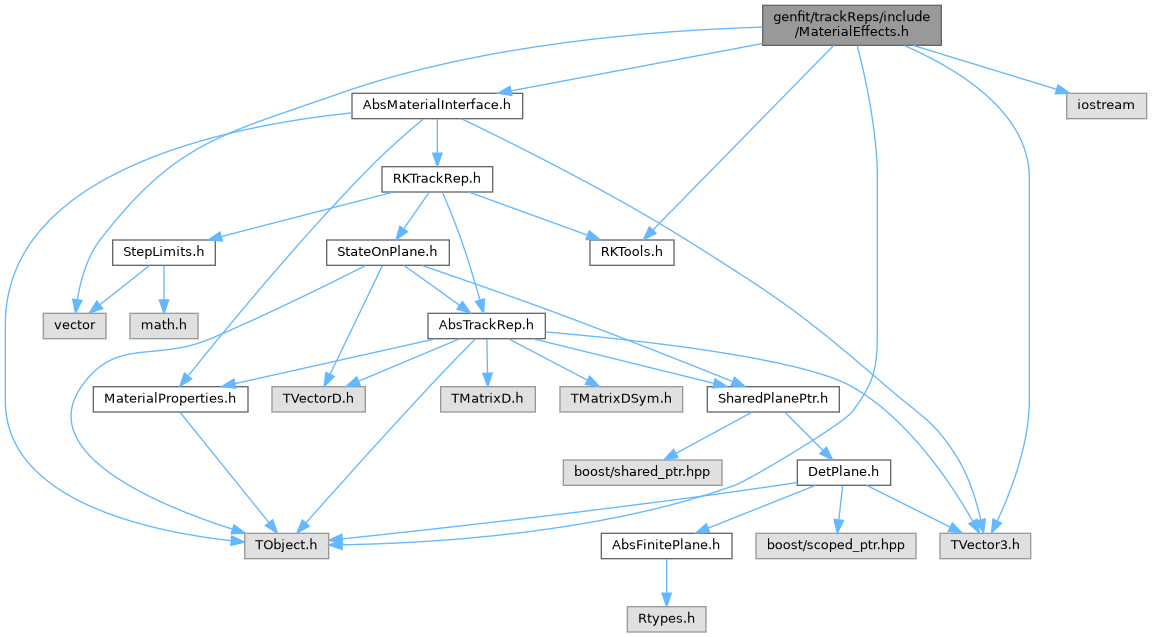 genfit/trackReps/include
/MaterialEffects.h
AbsMaterialInterface.h
iostream
RKTrackRep.h
StepLimits.h
StateOnPlane.h
RKTools.h
vector
math.h
AbsTrackRep.h
MaterialProperties.h
TVectorD.h
TMatrixD.h
TMatrixDSym.h
SharedPlanePtr.h
boost/shared_ptr.hpp
DetPlane.h
TObject.h
AbsFinitePlane.h
boost/scoped_ptr.hpp
TVector3.h
Rtypes.h